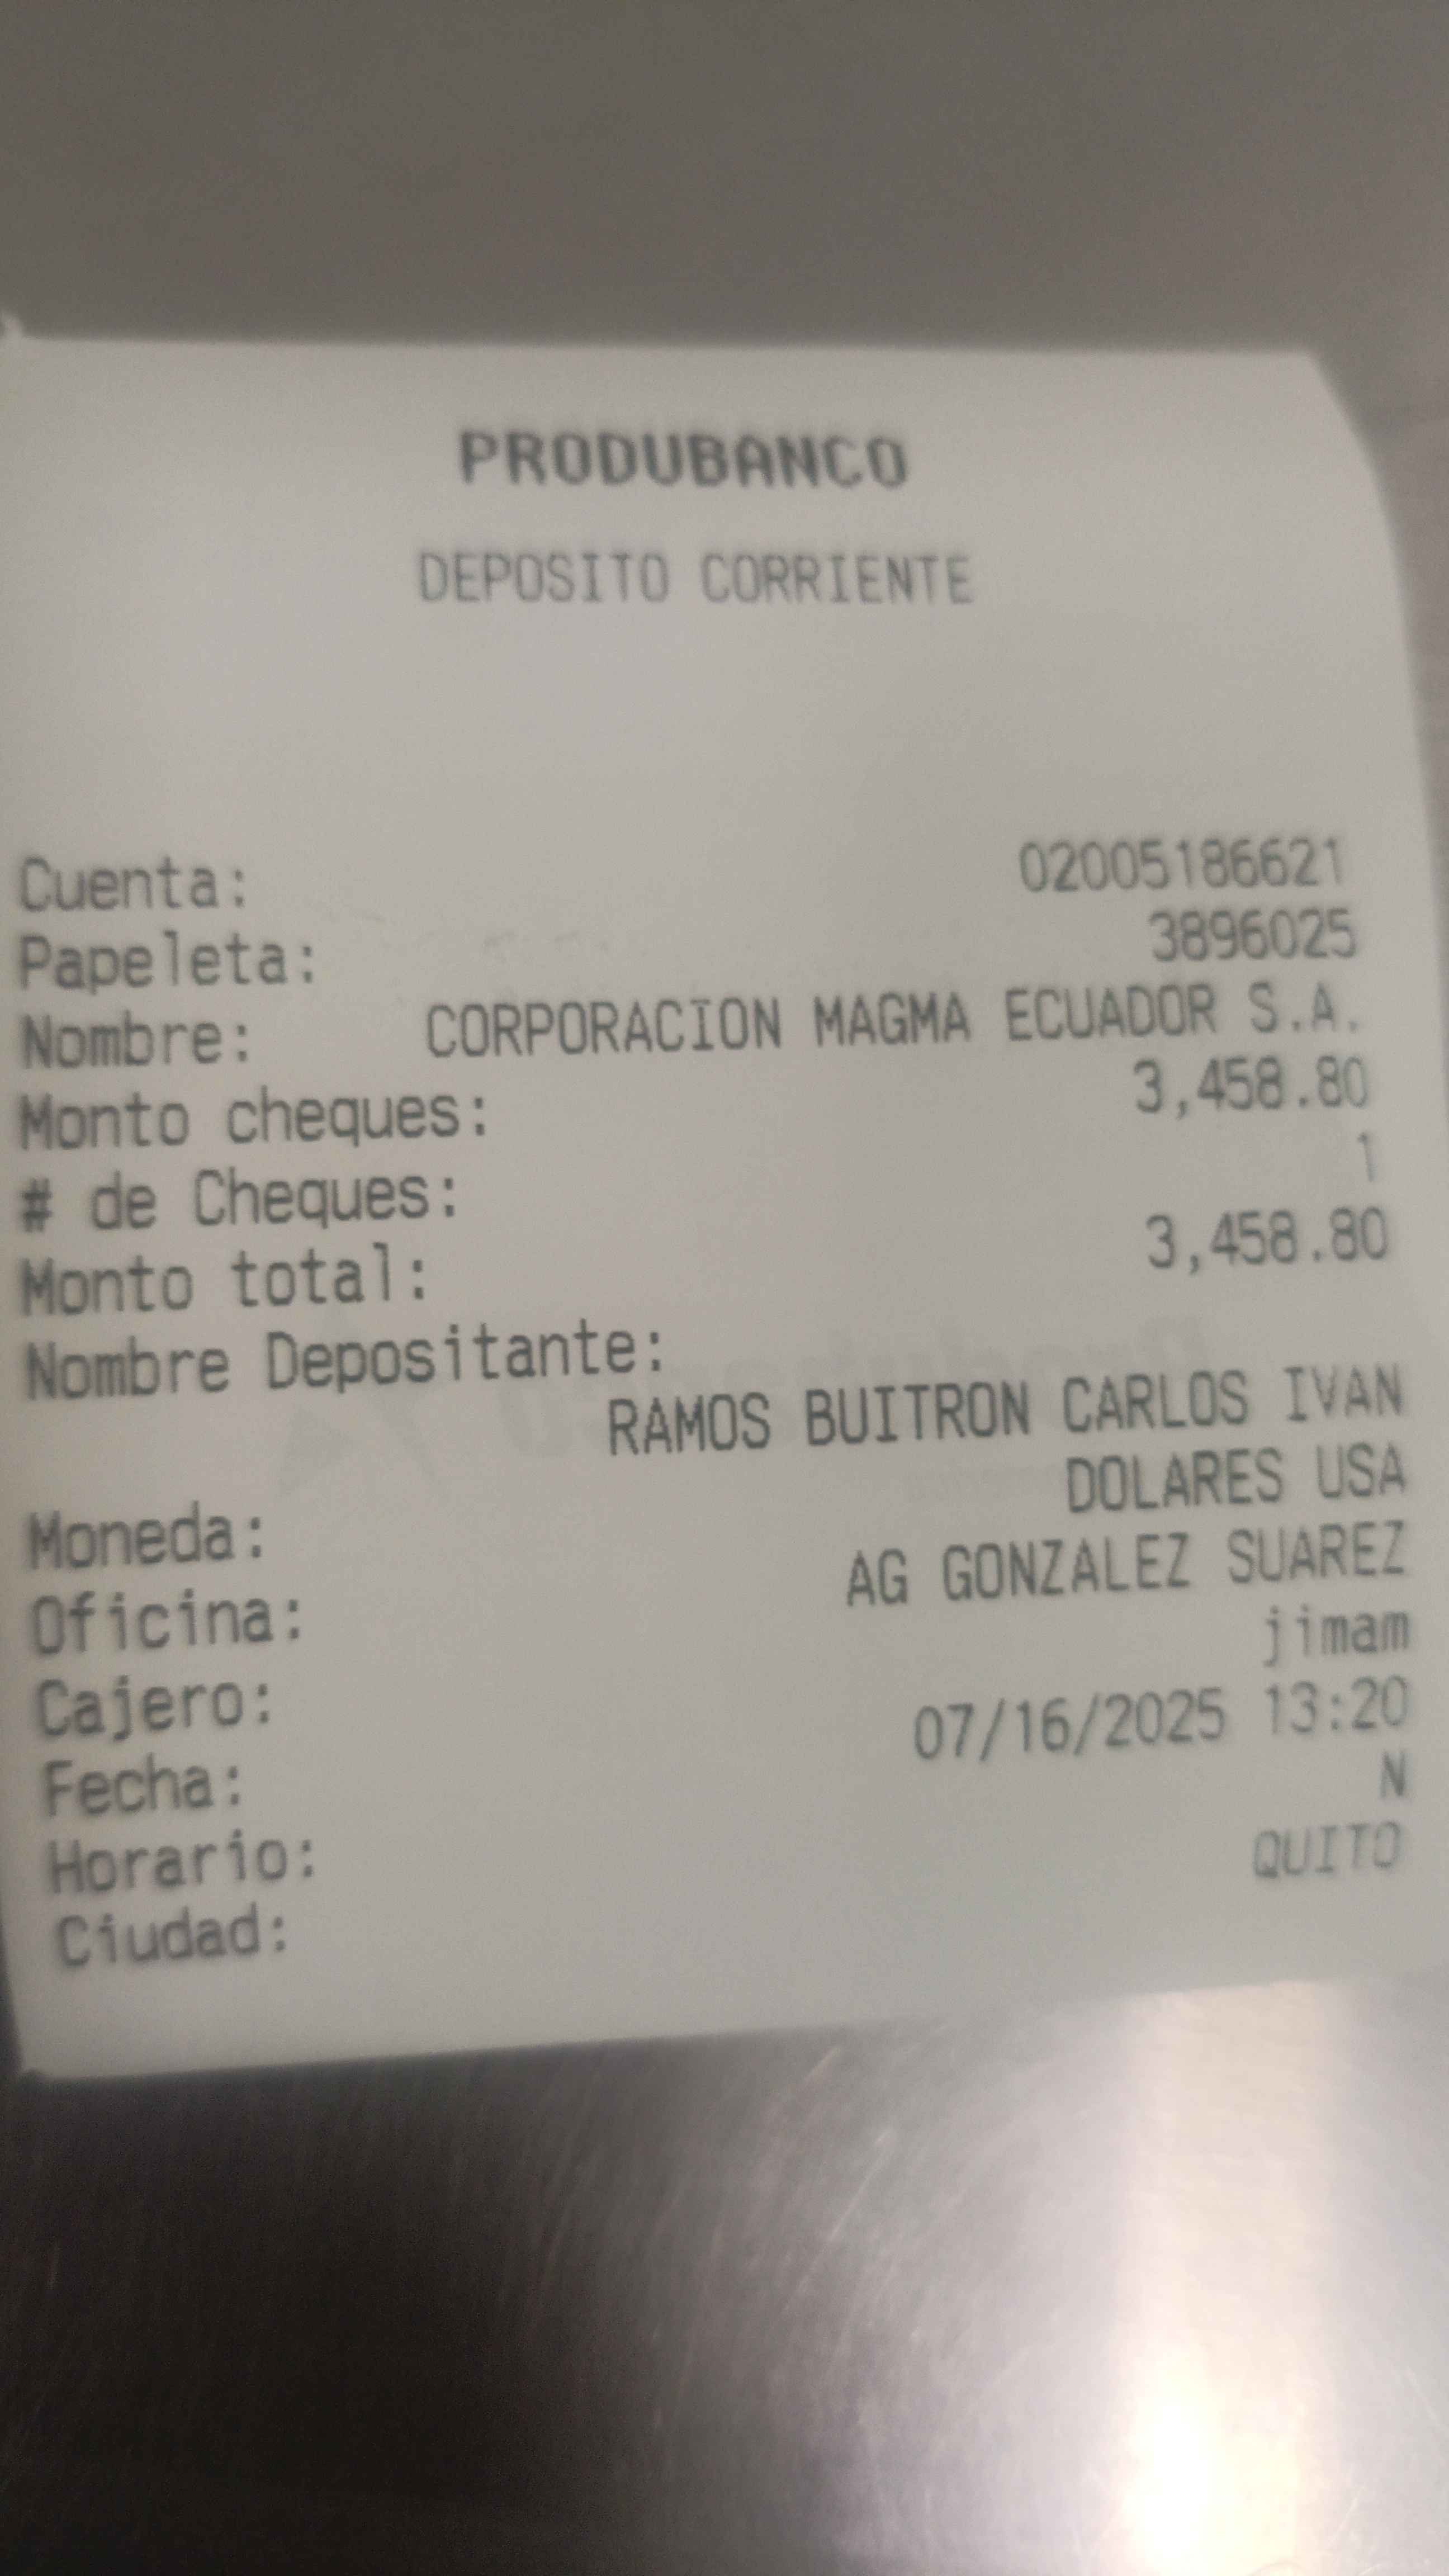 PRODUBANCO
DEPOSITO CORRIENTE
Cuenta: 02005186621
Papeleta: 3896025
Nombre: CORPORACION MAGMA ECUADOR S.A.
Monto cheques: 3,458.80
# de Cheques: 1
Monto total: 3,458.80
Nombre Depositante:
RAMOS BUITRON CARLOS IVAN
Moneda: DOLARES USA
Oficina: AG GONZALEZ SUAREZ
Cajero: jimam
Fecha: 07/16/2025 13:20
Horario: N
Ciudad: QUITO